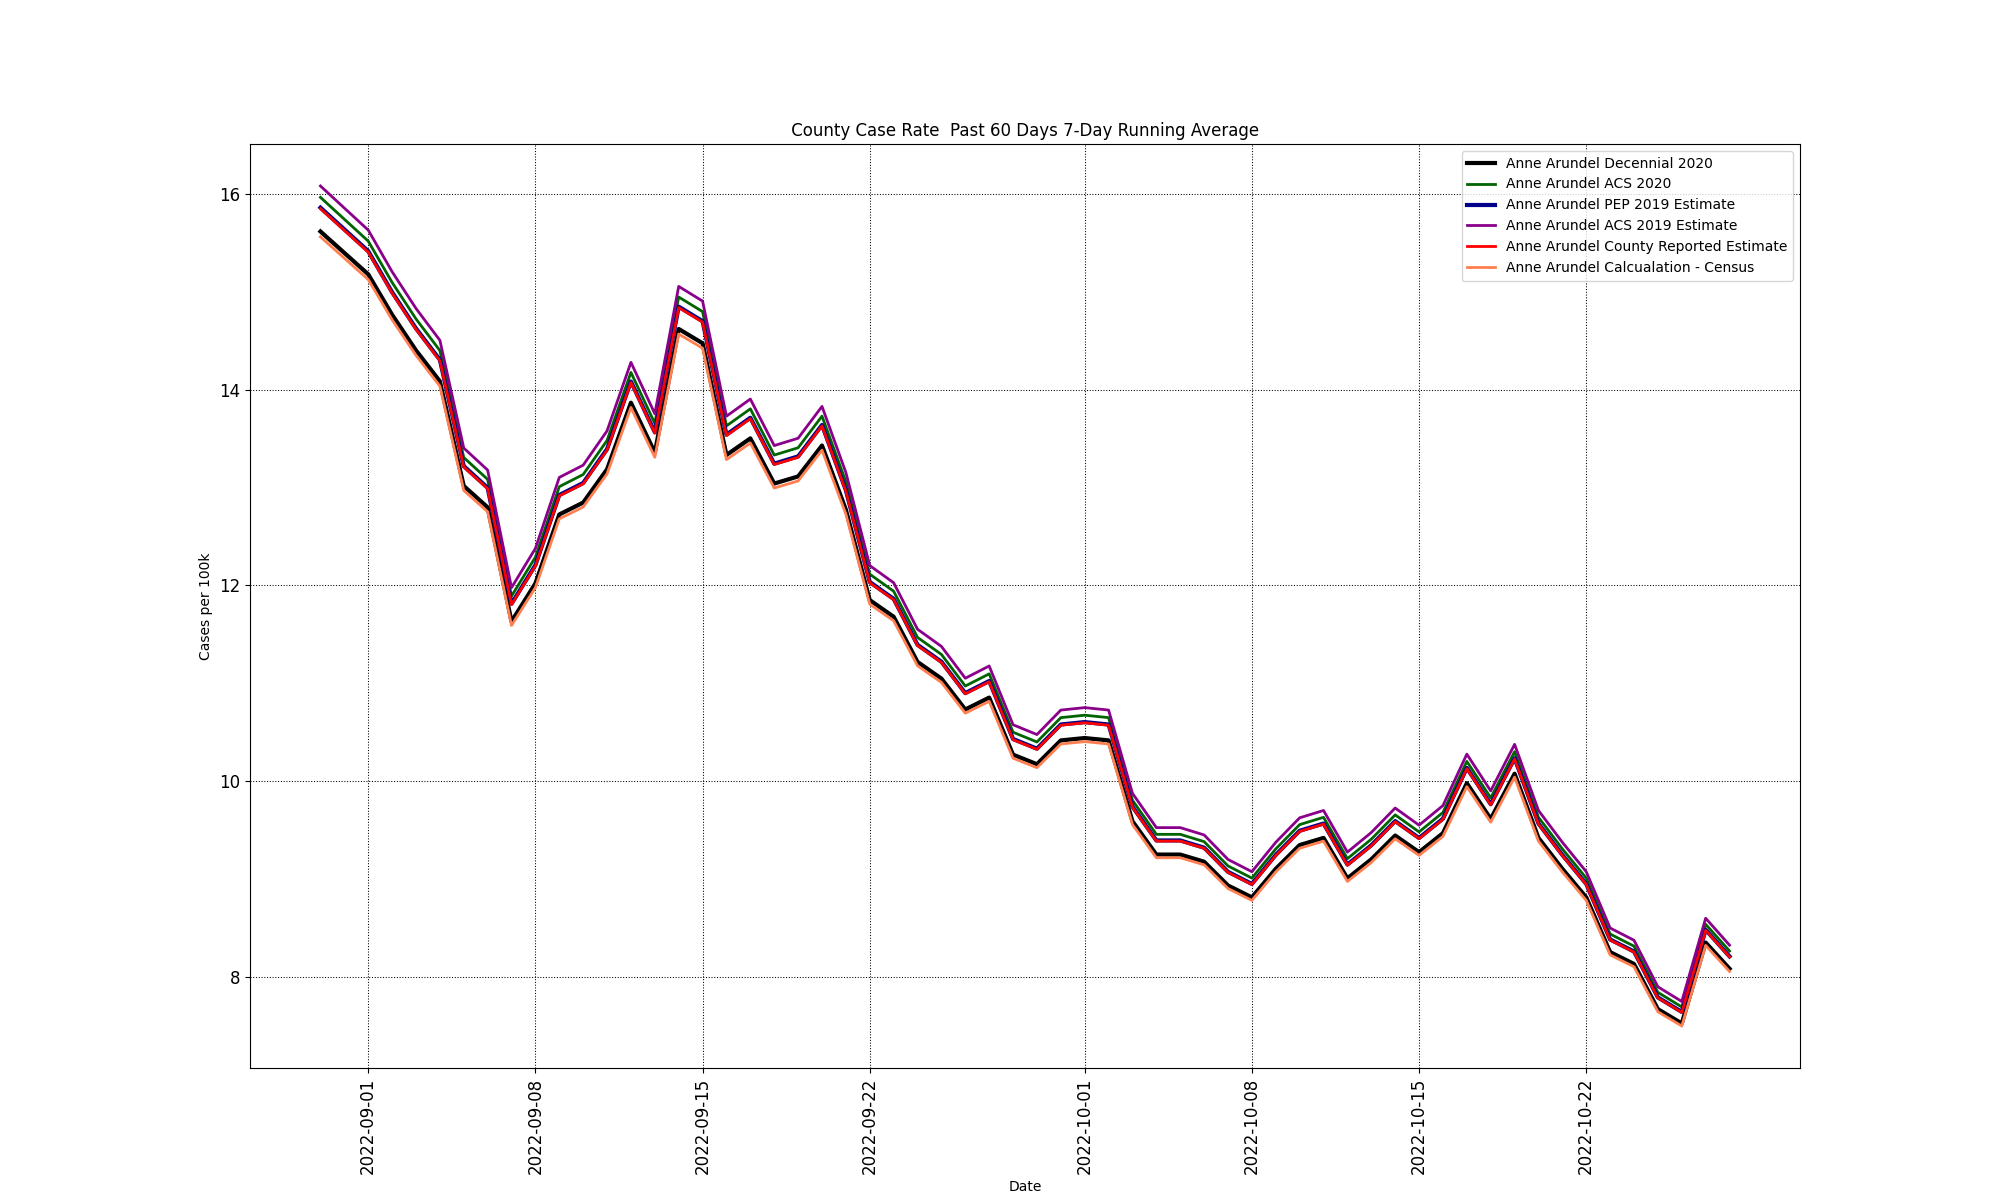 County Case Rate  Past 60 Days 7-Day Running Average
Anne Arundel Decennial 2020
Anne Arundel ACS 2020
Anne Arundel PEP 2019 Estimate
Anne Arundel ACS 2019 Estimate
Anne Arundel County Reported Estimate
Anne Arundel Calcualation - Census
16
14
12
10
8
Cases per 100k
2022-09-01
2022-09-08
2022-09-15
2022-09-22
2022-10-01
2022-10-08
2022-10-15
2022-10-22
Date